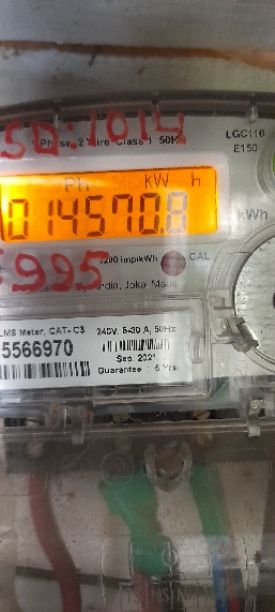 SD:1014
1 Phase 2 Wire Class 1 50Hz
LGC110
E150
kW h
014570.8
kWh
3200 imp/kWh
CAL
995
India, Joka
LMS Meter, CAT- C3
240V, 5-30 A, 50Hz
5566970
Sep. 2021
Guarantee : 5 Yrs.